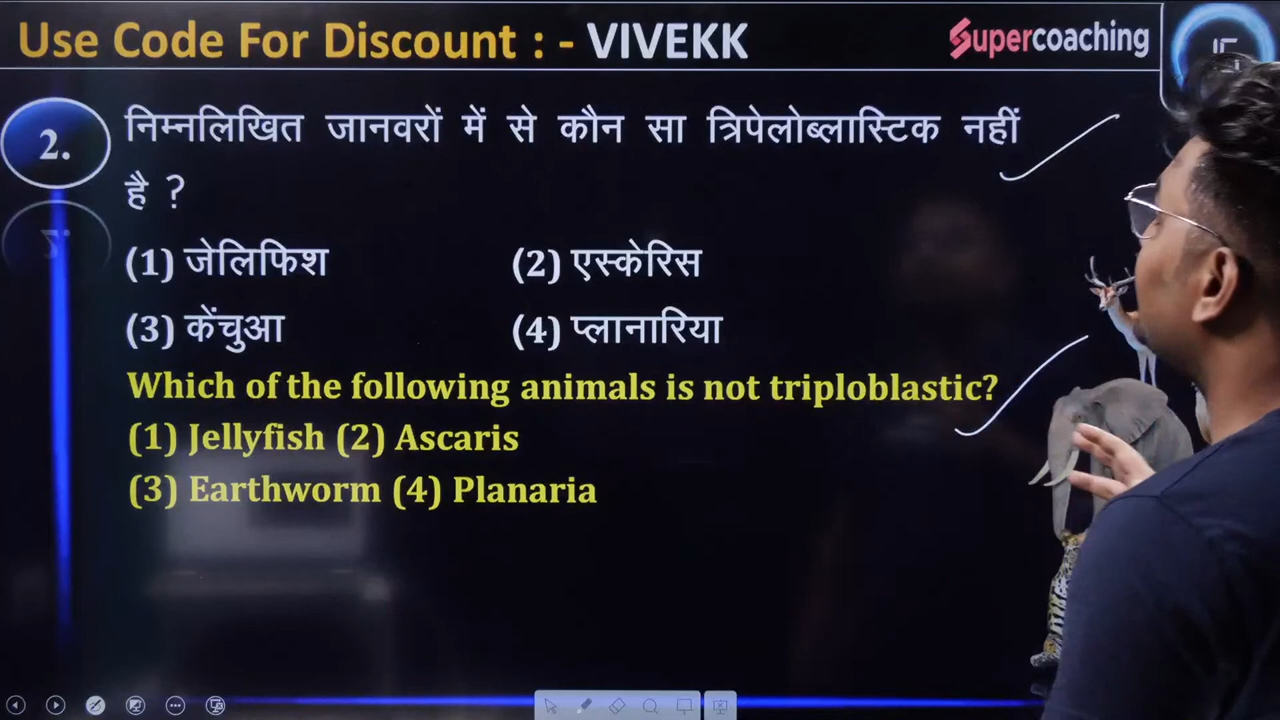 Use Code For Discount : - VIVEKK
Supercoaching
15
2.
निम्नलिखित जानवरों में से कौन सा त्रिपेलोब्लास्टिक नहीं
है ?
(1) जेलिफिश (2) एस्केरिस
(3) केंचुआ (4) प्लानारिया
Which of the following animals is not triploblastic?
(1) Jellyfish (2) Ascaris
(3) Earthworm (4) Planaria